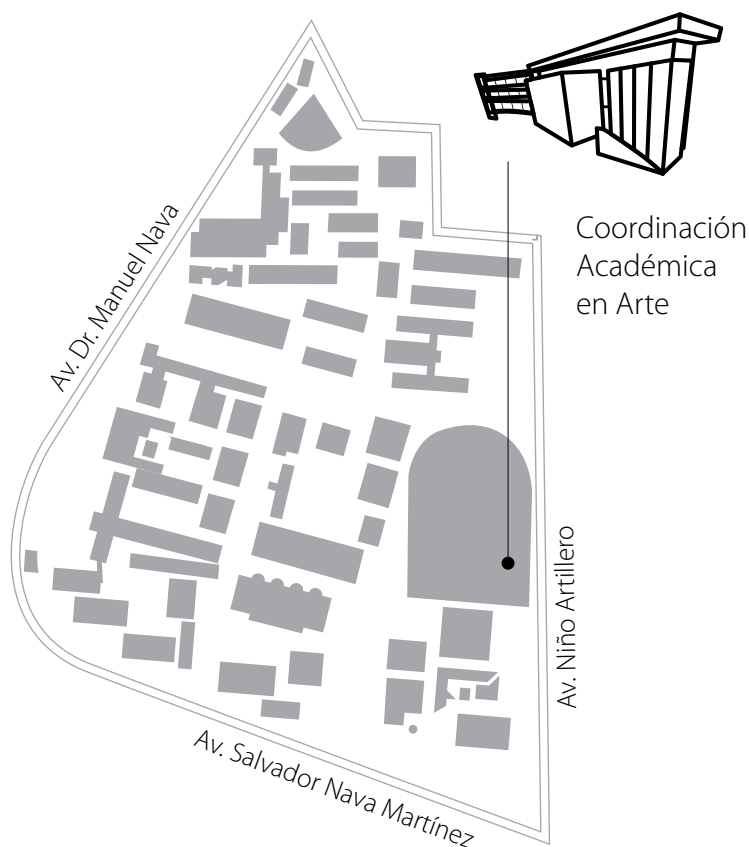 Coordinación
Académica
en Arte
Av. Dr. Manuel Nava
Av. Niño Artillero
Av. Salvador Nava Martínez